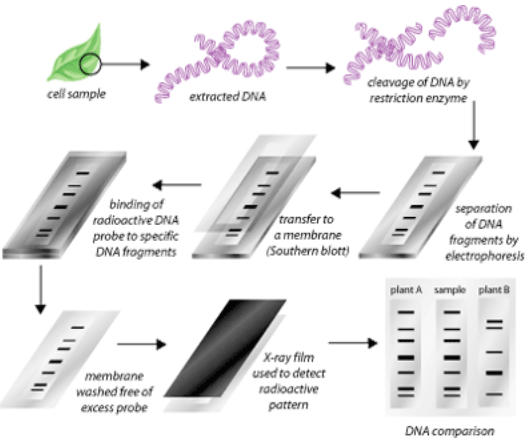 cell sample
extracted DNA
cleavage of DNA by
restriction enzyme
binding of
radioactive DNA
probe to specific
DNA fragments
transfer to
a membrane
(Southern blott)
separation
of DNA
fragments by
electrophoresis
membrane
washed free of
excess probe
X-ray film
used to detect
radioactive
pattern
plant A sample plant B
DNA comparison